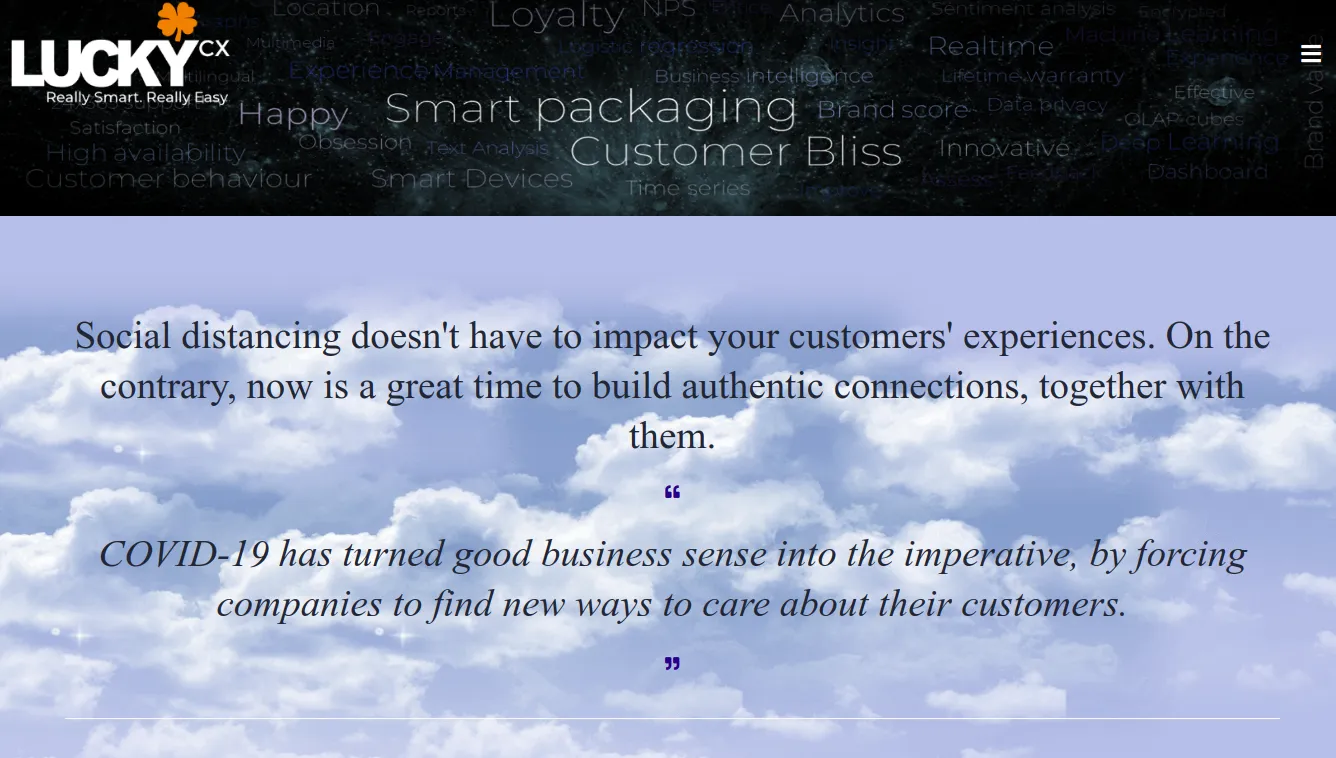 Location
Reports
Loyalty
NPS
Analytics
Sentiment analysis
Encrypted
LUCKY CX
Really Smart. Really Easy
Multimedia
Logistic regression
Insight
Realtime
Machine Learning
Experience
Experience Management
Business Intelligence
Lifetime warranty
Effective
Happy
Smart packaging
Brand score
Data privacy
OLAP cubes
Satisfaction
Obsession
Text Analysis
Customer Bliss
Innovative
Deep Learning
High availability
Customer behaviour
Smart Devices
Time series
Feedback
Dashboard
Social distancing doesn't have to impact your customers' experiences. On the
contrary, now is a great time to build authentic connections, together with
them.
“
COVID-19 has turned good business sense into the imperative, by forcing
companies to find new ways to care about their customers.
”